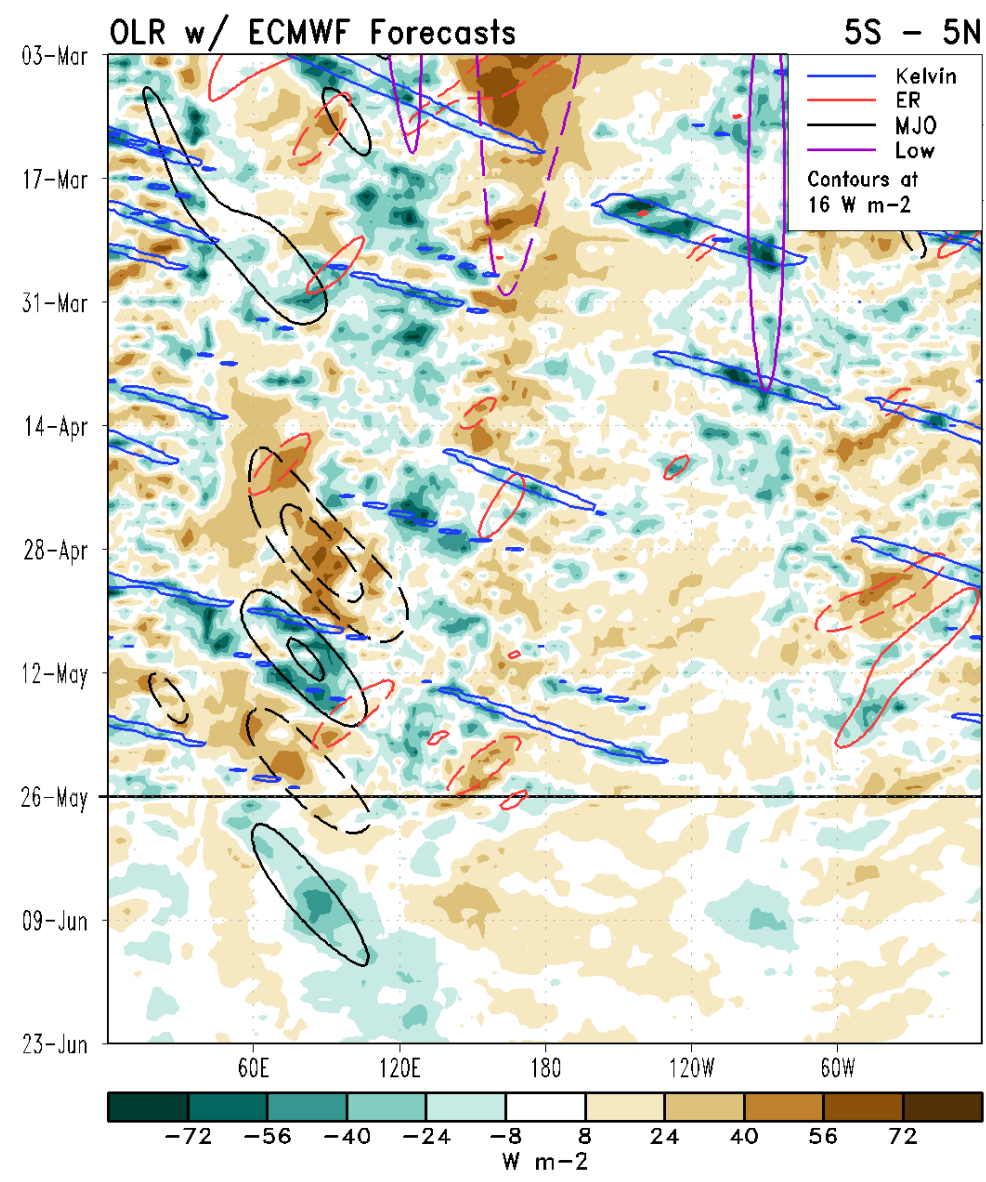 OLR w/ ECMWF Forecasts 5S - 5N
03-Mar
17-Mar
31-Mar
14-Apr
28-Apr
12-May
26-May
09-Jun
23-Jun
Kelvin
ER
MJO
Low
Contours at
16 W m-2
60E 120E 180 120W 60W
-72 -56 -40 -24 -8 8 24 40 56 72
W m-2